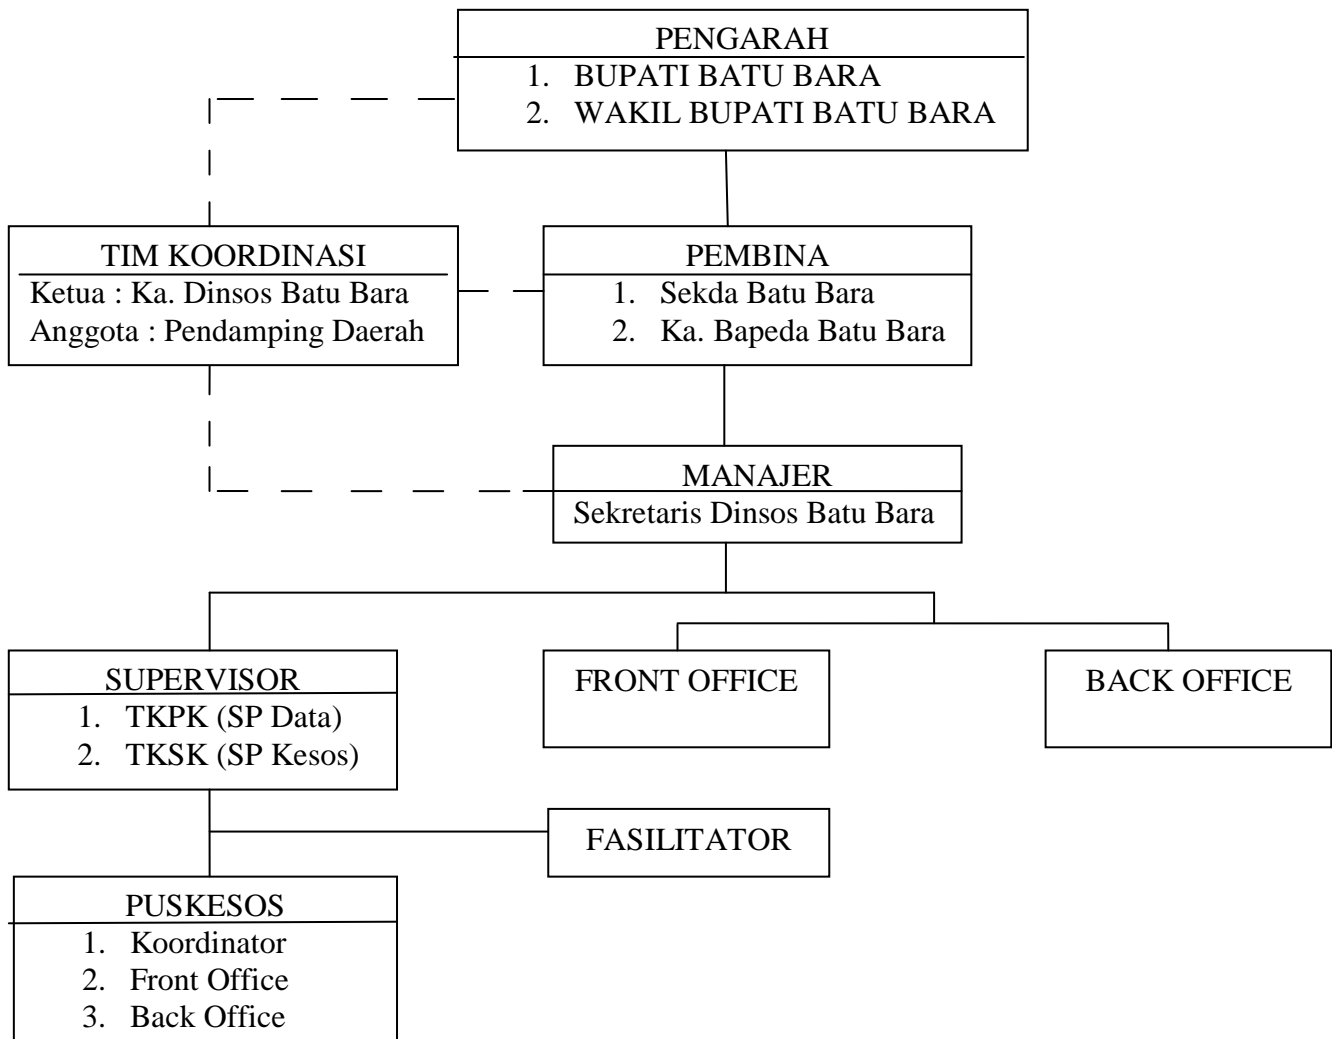 PENGARAH
1. BUPATI BATU BARA
2. WAKIL BUPATI BATU BARA
TIM KOORDINASI
Ketua : Ka. Dinsos Batu Bara
Anggota : Pendamping Daerah
PEMBINA
1. Sekda Batu Bara
2. Ka. Bapeda Batu Bara
MANAJER
Sekretaris Dinsos Batu Bara
SUPERVISOR
1. TKPK (SP Data)
2. TKSK (SP Kesos)
FRONT OFFICE
BACK OFFICE
FASILITATOR
PUSKESOS
1. Koordinator
2. Front Office
3. Back Office